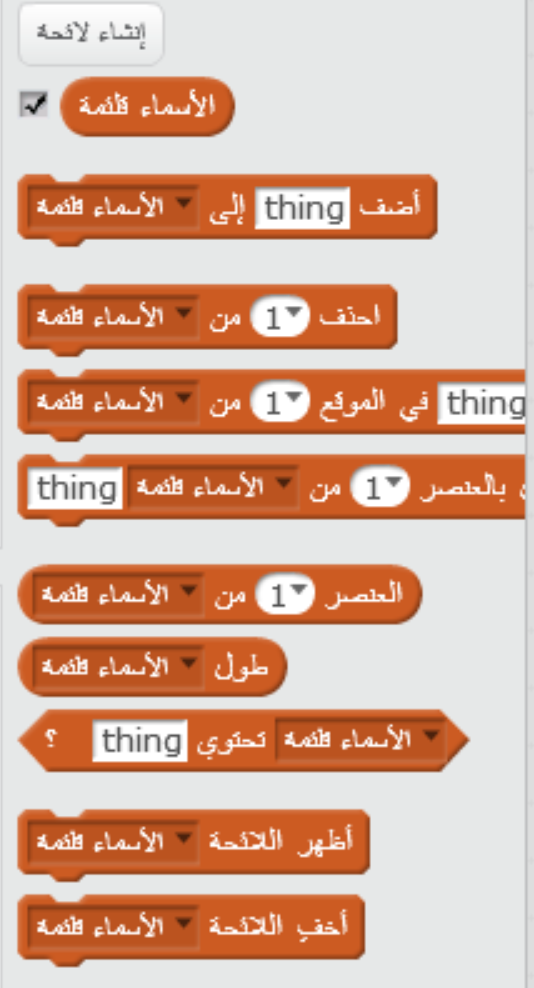 إنشاء لائحة
الأسماء قائمة
أضف thing إلى الأسماء قائمة
احذف 1 من الأسماء قائمة
thing في الموقع 1 من الأسماء قائمة
بالعنصر 1 من الأسماء قائمة thing
العنصر 1 من الأسماء قائمة
طول الأسماء قائمة
الأسماء قائمة تحتوي thing ؟
أظهر اللائحة الأسماء قائمة
أخفِ اللائحة الأسماء قائمة